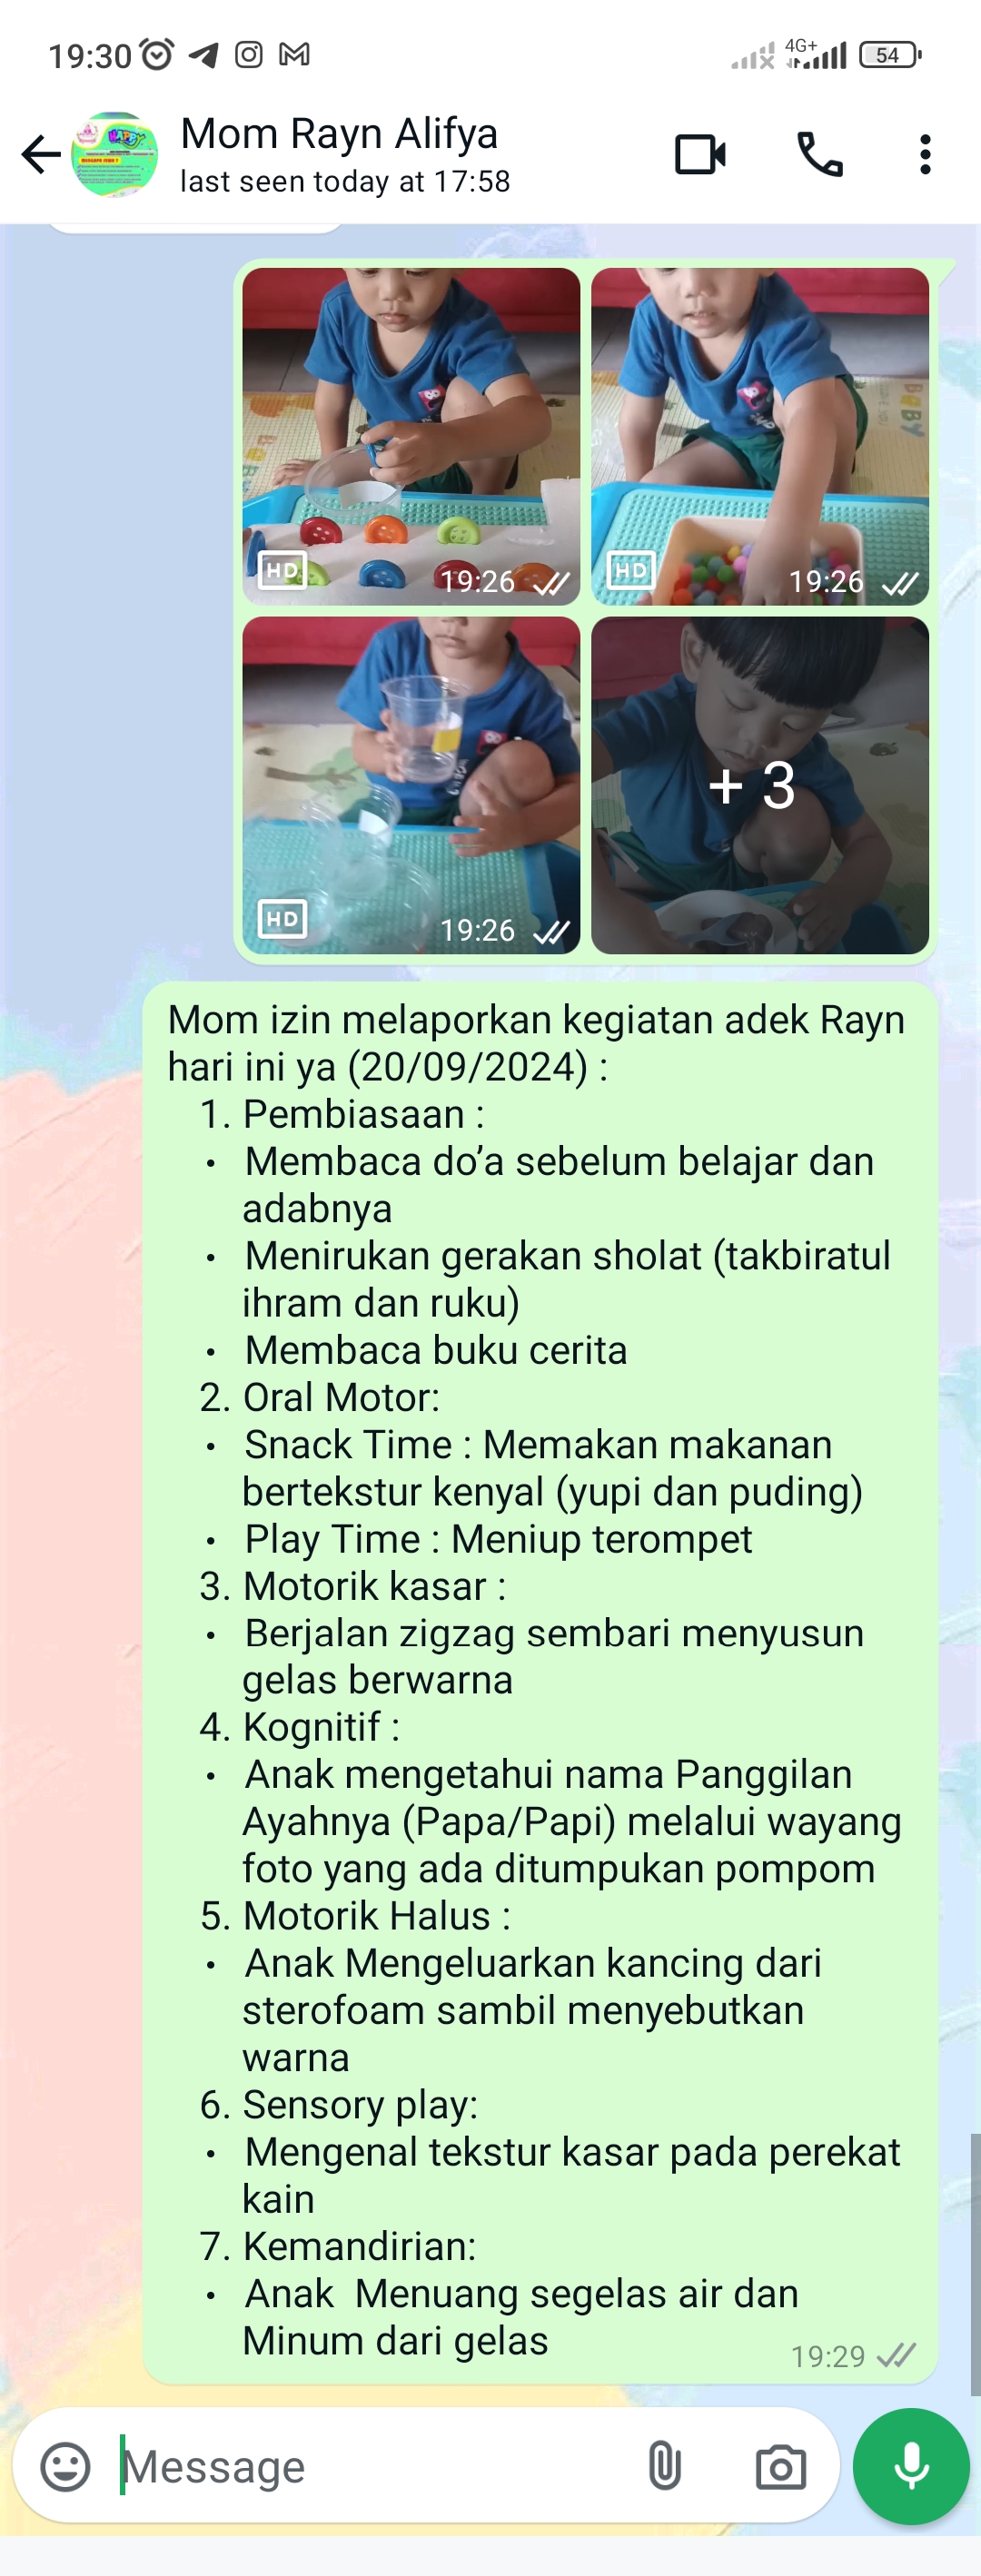 19:30
4G+
54
HAPPY
Mom Rayn Alifya
last seen today at 17:58
BABY
HD
19:26
HD
19:26
HD
19:26
+ 3
Mom izin melaporkan kegiatan adek Rayn
hari ini ya (20/09/2024) :
1. Pembiasaan :
• Membaca do’a sebelum belajar dan
adabnya
• Menirukan gerakan sholat (takbiratul
ihram dan ruku)
• Membaca buku cerita
2. Oral Motor:
• Snack Time : Memakan makanan
bertekstur kenyal (yupi dan puding)
• Play Time : Meniup terompet
3. Motorik kasar :
• Berjalan zigzag sembari menyusun
gelas berwarna
4. Kognitif :
• Anak mengetahui nama Panggilan
Ayahnya (Papa/Papi) melalui wayang
foto yang ada ditumpukan pompom
5. Motorik Halus :
• Anak Mengeluarkan kancing dari
sterofoam sambil menyebutkan
warna
6. Sensory play:
• Mengenal tekstur kasar pada perekat
kain
7. Kemandirian:
• Anak  Menuang segelas air dan
Minum dari gelas
19:29
Message